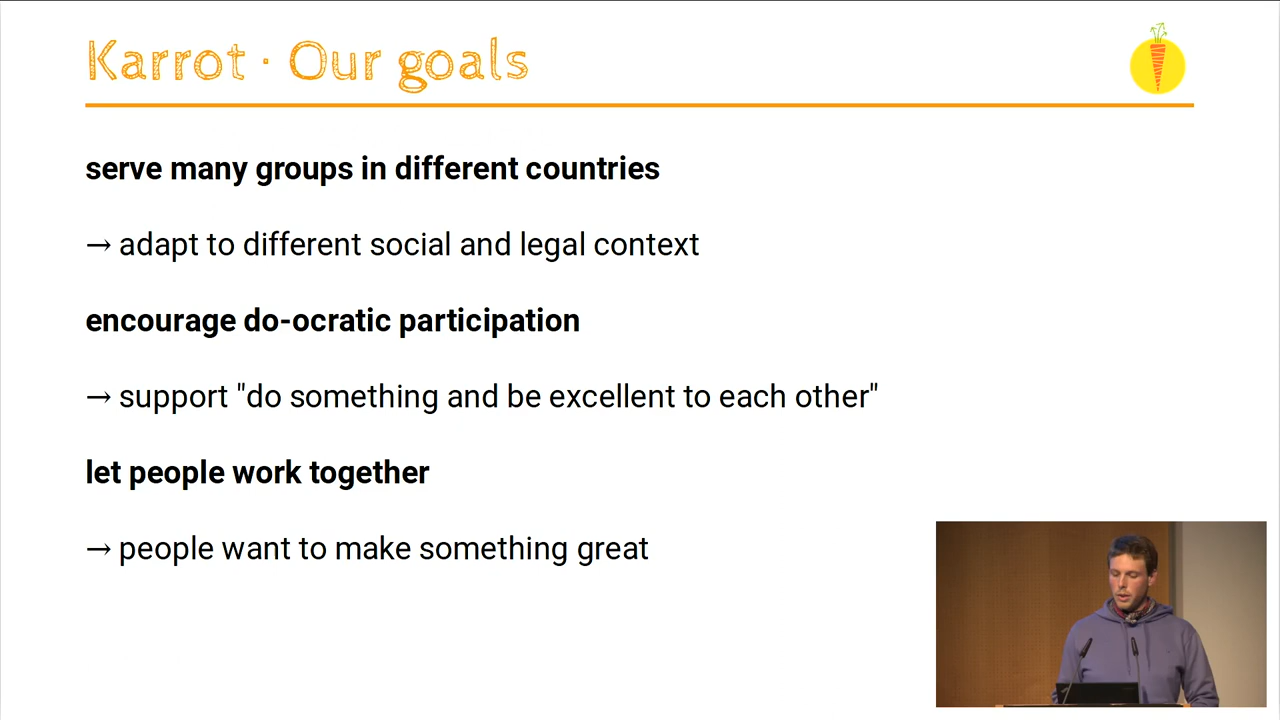 Karrot · Our goals
serve many groups in different countries
→ adapt to different social and legal context
encourage do-ocratic participation
→ support "do something and be excellent to each other"
let people work together
→ people want to make something great